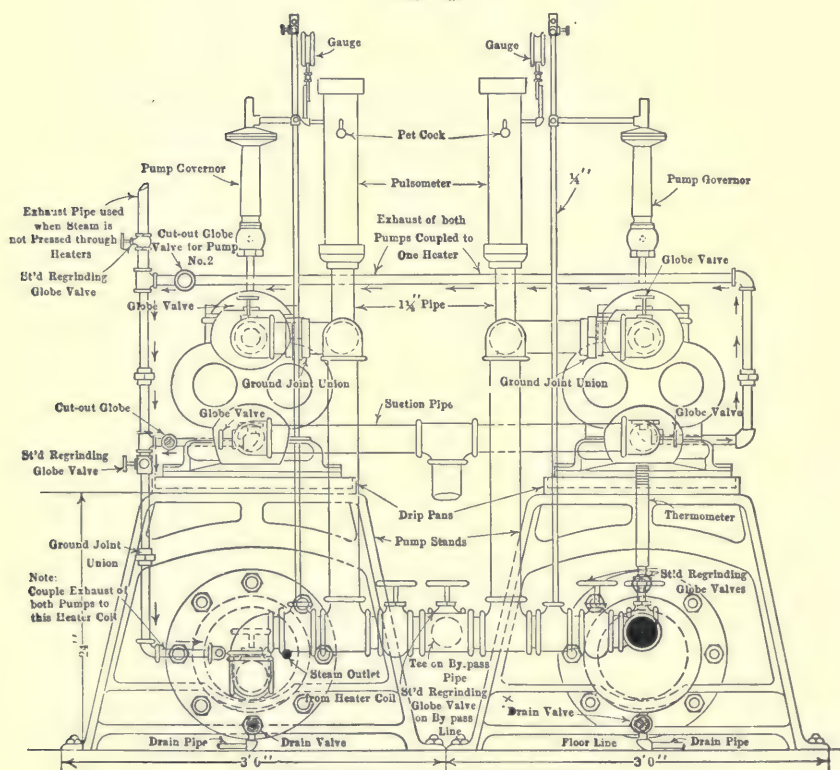 Gauge
Gauge
Pet Cock
Pump Governor
Pulsometer
Pump Governor
Exhaust Pipe used
when Steam is
not Pressed through
Heaters
Cut-out Globe
Valve for Pump
No.2
Exhaust of both
Pumps Coupled to
One Heater
St'd Regrinding
Globe Valve
Globe Valve
Globe Valve
Pipe
Ground Joint
Union
Ground Joint
Union
Cut-out Globe
Globe Valve
Suction Pipe
Globe Valve
St'd Regrinding
Globe Valve
Drip Pans
Thermometer
Pump Stands
Ground Joint
Union
Note:
Couple Exhaust of
both Pumps to
this Heater Coil
St'd Regrinding
Globe Valves
24"
Steam Outlet
from Heater Coil
Tee on By-pass
Pipe
St'd Regrinding
Globe Valve
on By pass
Line
Drain Valve
Drain Pipe
Drain Valve
Floor Line
Drain Pipe
3'0"
3'0"